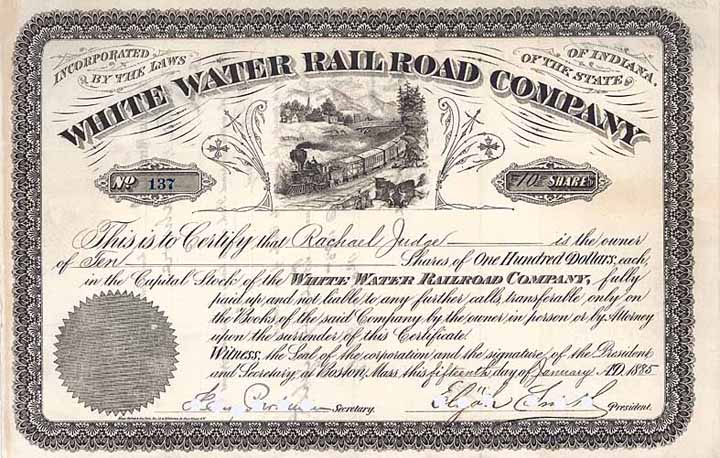 INCORPORATED BY THE LAWS
OF THE STATE OF INDIANA.
WHITE WATER RAILROAD COMPANY
No 137
10 SHARES
This is to Certify that Rachael Judge is the owner
of Ten Shares of ONE HUNDRED DOLLARS, each,
in the Capital Stock of the WHITE WATER RAILROAD COMPANY, fully
paid up and not liable to any further calls, transferable only on
the Books of the said Company by the owner in person or by Attorney
upon the surrender of this Certificate.
WITNESS, the Seal of the corporation and the signature of the President
and Secretary, at Boston, Mass. this fifteenth day of January A.D. 1885
Secretary.
Elijah Smith President.